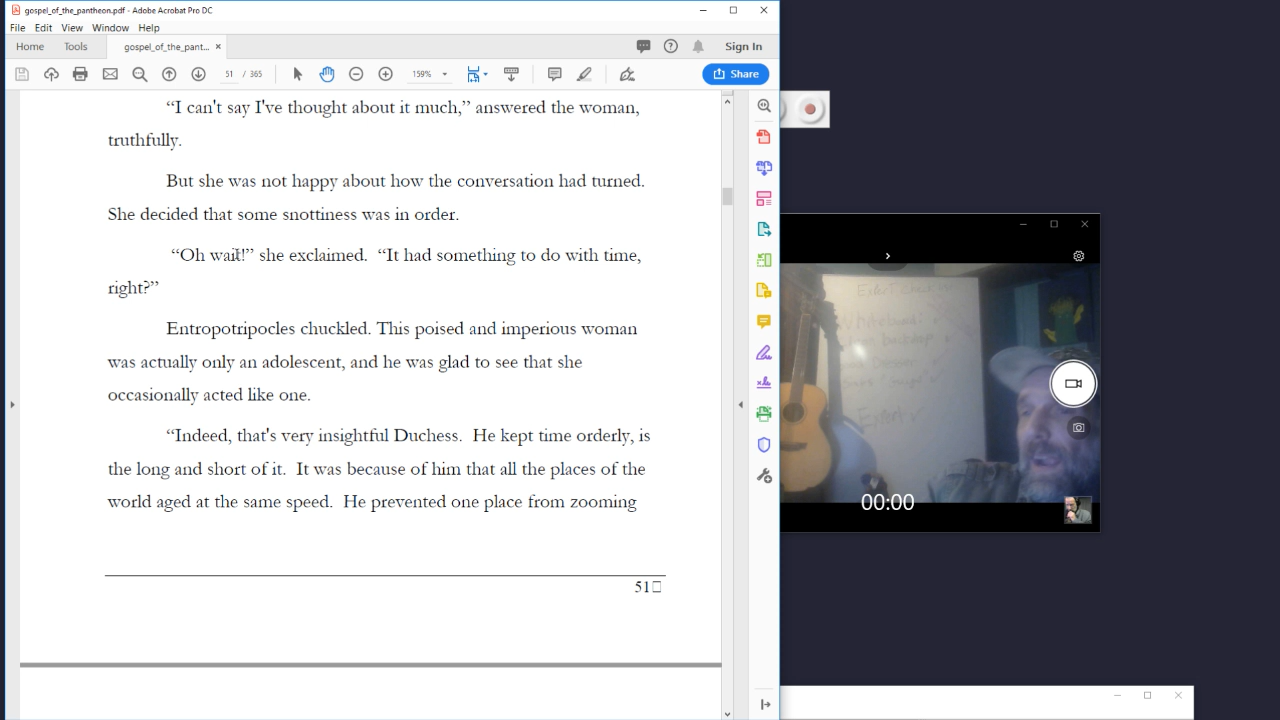 gospel_of_the_pantheon.pdf - Adobe Acrobat Pro DC
File Edit View Window Help
Home Tools gospel_of_the_pant... × Sign In
51 / 365 159% Share
“I can't say I've thought about it much,” answered the woman,
truthfully.
But she was not happy about how the conversation had turned.
She decided that some snottiness was in order.
“Oh wait!” she exclaimed. “It had something to do with time,
right?”
Entropotripocles chuckled. This poised and imperious woman
was actually only an adolescent, and he was glad to see that she
occasionally acted like one.
“Indeed, that's very insightful Duchess. He kept time orderly, is
the long and short of it. It was because of him that all the places of the
world aged at the same speed. He prevented one place from zooming
51
Expert
00:00